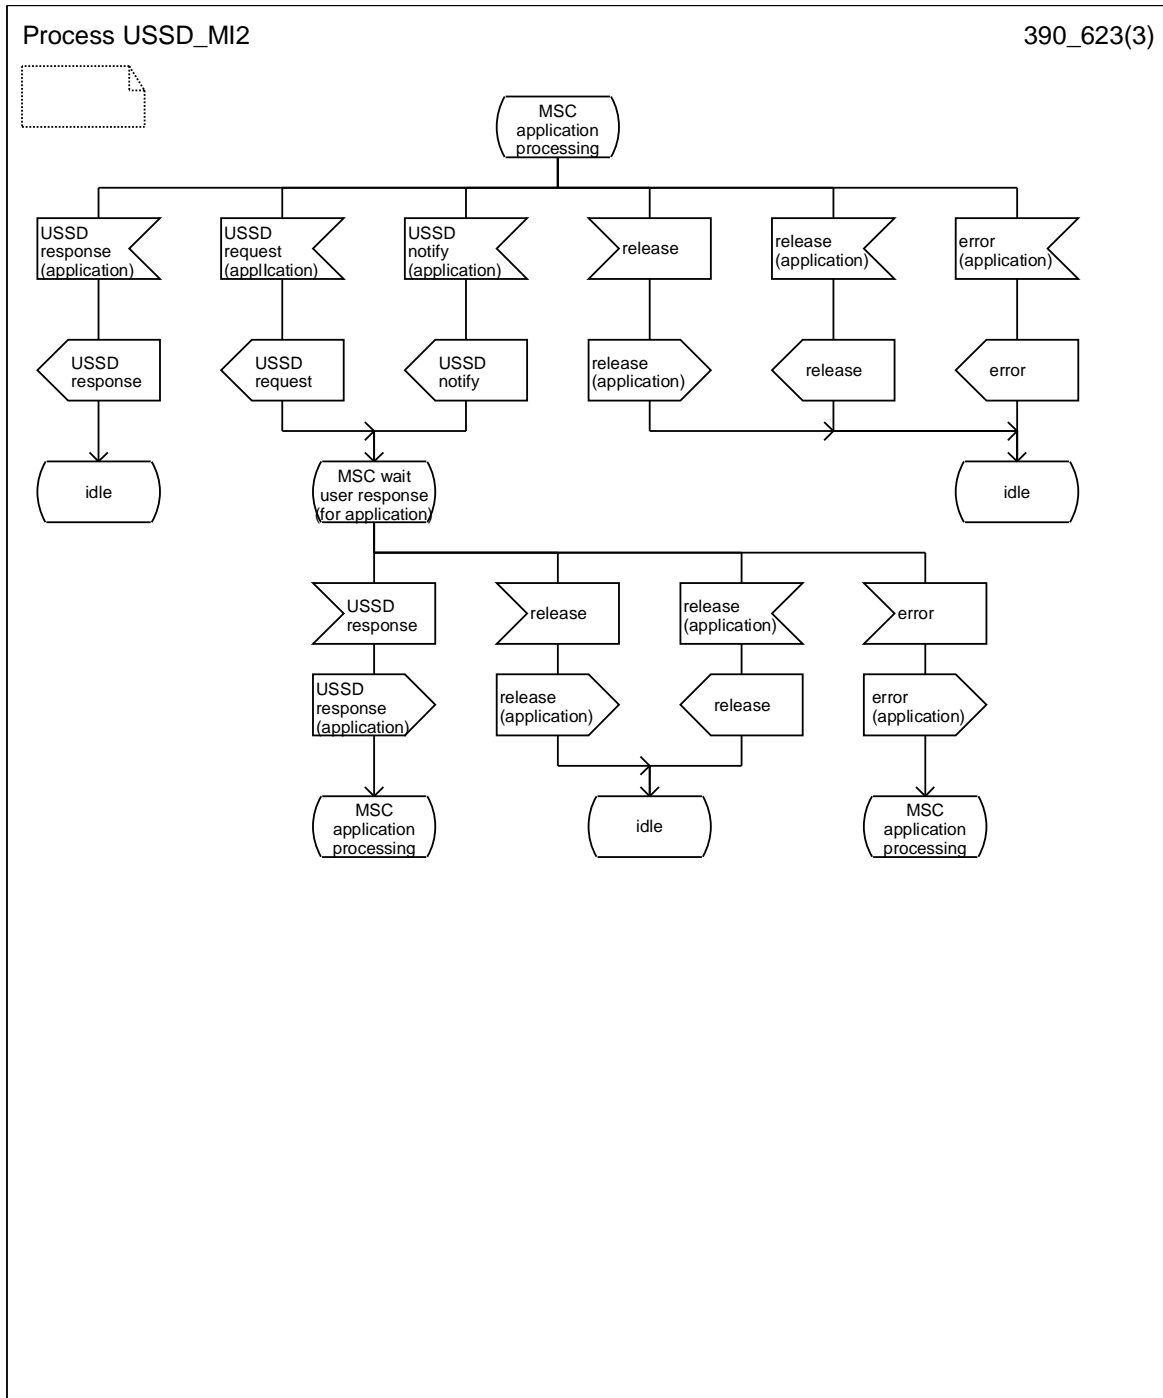 Process USSD_MI2
390_623(3)
MSC
application
processing
USSD
response
(application)
USSD
request
(appIlcation)
USSD
notify
(application)
release
release
(application)
error
(application)
USSD
response
USSD
request
USSD
notify
release
(application)
release
error
idle
MSC wait
user response
(for application)
idle
USSD
response
release
release
(application)
error
USSD
response
(application)
release
(application)
release
error
(application)
MSC
application
processing
idle
MSC
application
processing